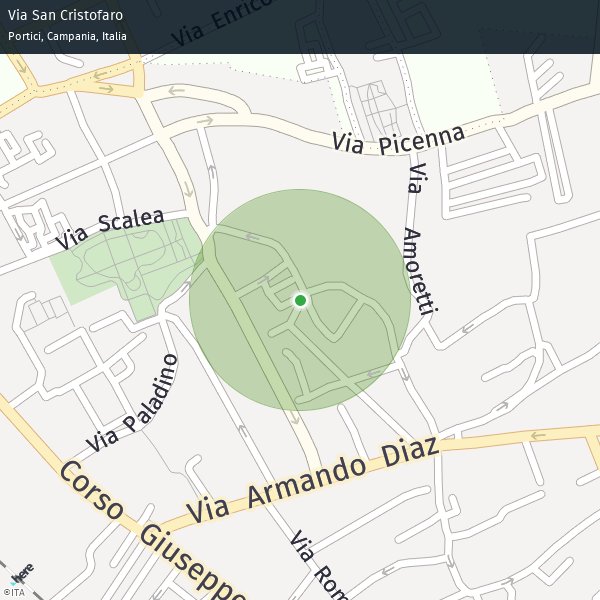 Via San Cristofaro
Portici, Campania, Italia
Via Enrico
Via Picenna
Via Amoretti
Via Scalea
Via Paladino
Via Armando Diaz
Corso Giuseppe
Via Rom
here
©ITA